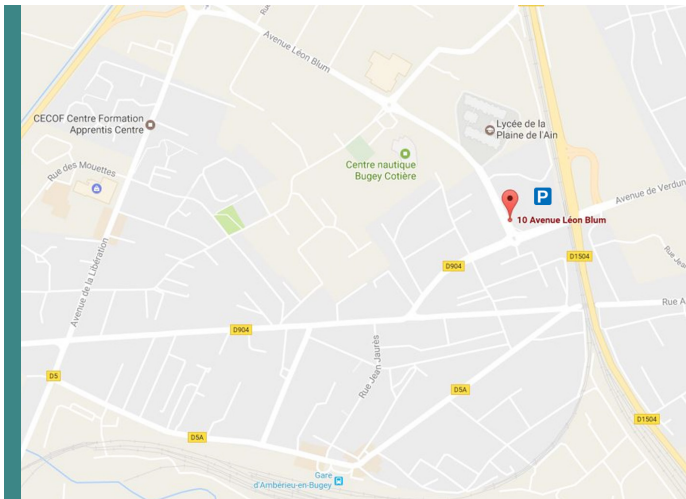 Avenue Léon Blum
CECOF Centre Formation
Apprentis Centre
Lycée de la
Plaine de l'Ain
Centre nautique
Bugey Cotière
Rue des Mouettes
P
Avenue de Verdun
10 Avenue Léon Blum
Avenue de la Libération
D904
D1504
Rue Jea
Rue A
D904
Rue Jean Jaurès
D5
D5A
D1504
D5A
Gare
d'Ambérieu-en-Bugey